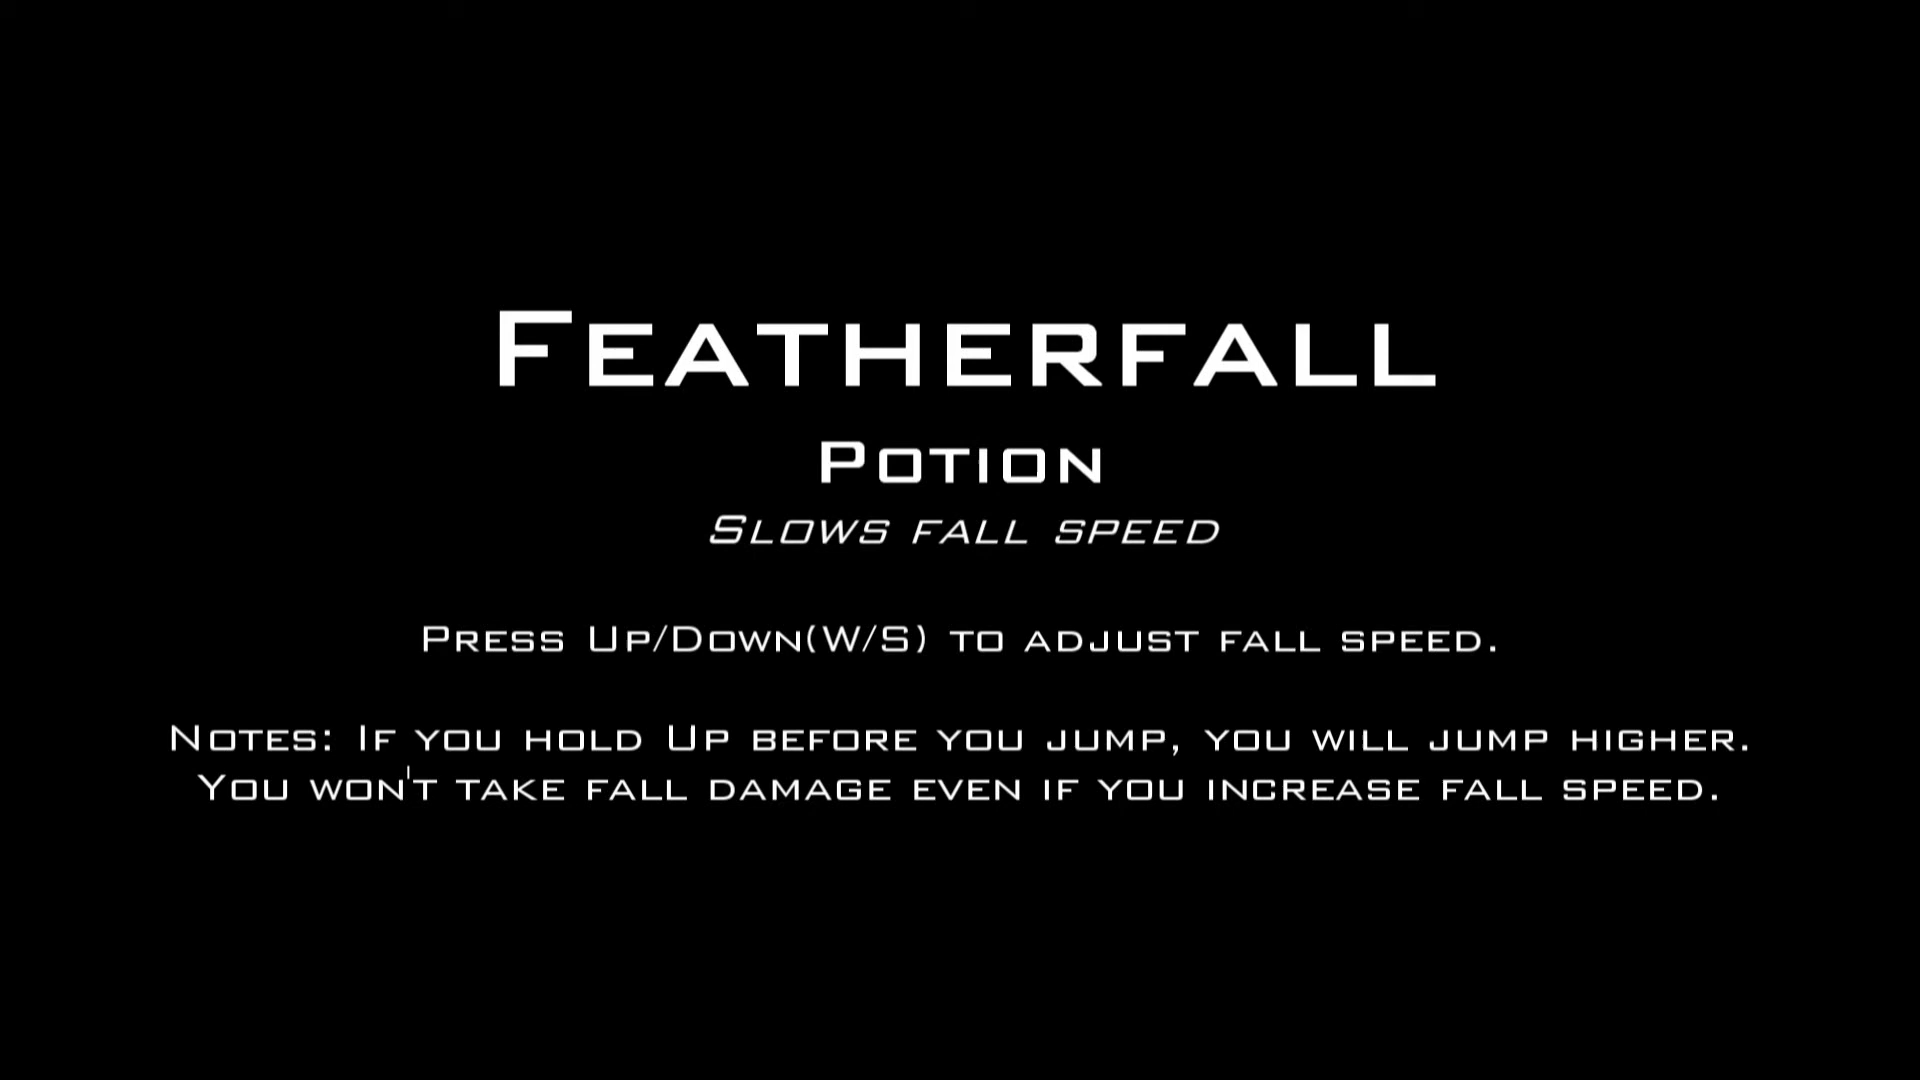 Featherfall
Potion
Slows fall speed
Press Up/Down(W/S) to adjust fall speed.
Notes: If you hold Up before you jump, you will jump higher.
You won't take fall damage even if you increase fall speed.